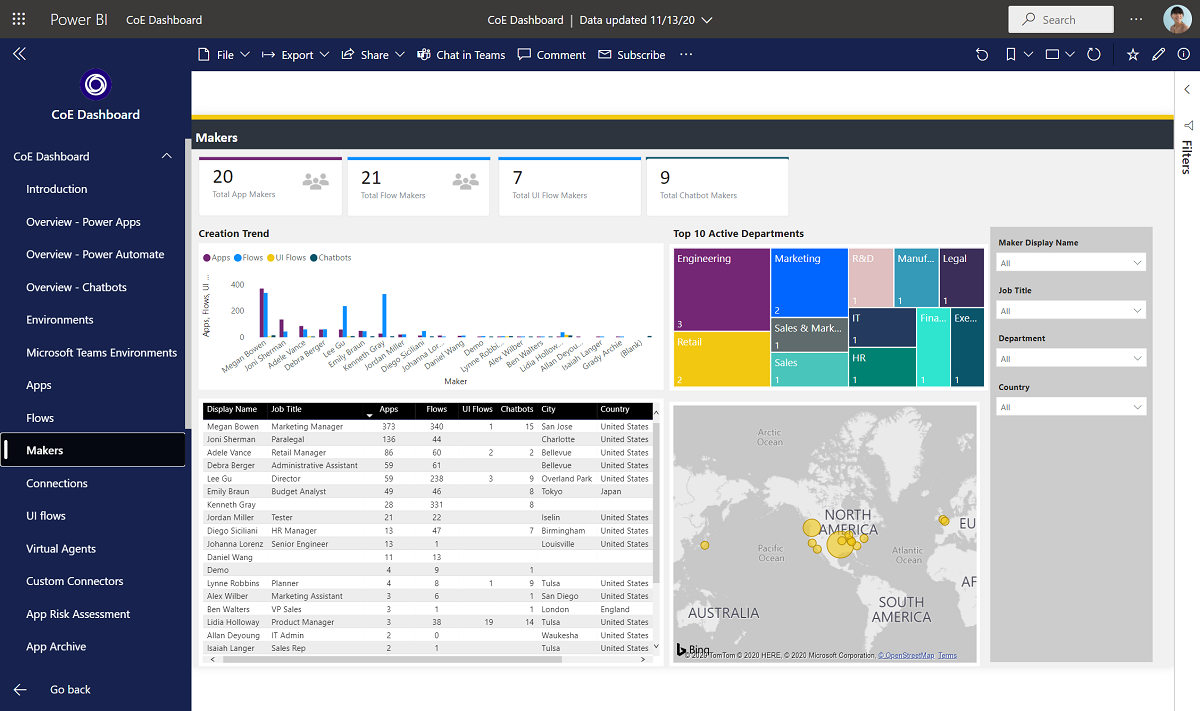 Power BI CoE Dashboard CoE Dashboard | Data updated 11/13/20 Search
File Export Share Chat in Teams Comment Subscribe
CoE Dashboard
CoE Dashboard
Introduction
Overview - Power Apps
Overview - Power Automate
Overview - Chatbots
Environments
Microsoft Teams Environments
Apps
Flows
Makers
Connections
UI flows
Virtual Agents
Custom Connectors
App Risk Assessment
App Archive
Go back
Makers
20
Total App Makers
21
Total Flow Makers
7
Total UI Flow Makers
9
Total Chatbot Makers
Creation Trend
Apps Flows UI Flows Chatbots
Apps, Flows, UI ...
400
200
0
Megan Bowen
Joni Sherman
Adele Vance
Debra Berger
Lee Gu
Emily Braun
Kenneth Gray
Jordan Miller
Diego Siciliani
Johanna Lor...
Daniel Wang
Demo
Lynne Robbi...
Alex Wilber
Ben Walters
Lidia Hollow...
Allan Deyou...
Isaiah Langer
Grady Archie
(Blank)
Maker
Top 10 Active Departments
Engineering
3
Retail
2
Marketing
2
Sales & Mark...
1
Sales
1
R&D
1
Manuf...
1
Legal
1
IT
1
HR
1
Fina...
1
Exe...
1
Maker Display Name
All
Job Title
All
Department
All
Country
All
Filters
Display Name Job Title Apps Flows UI Flows Chatbots City Country
Megan Bowen Marketing Manager 373 340 1 15 San Jose United States
Joni Sherman Paralegal 136 44 Charlotte United States
Adele Vance Retail Manager 86 60 2 2 Bellevue United States
Debra Berger Administrative Assistant 59 61 Bellevue United States
Lee Gu Director 59 238 3 9 Overland Park United States
Emily Braun Budget Analyst 49 46 8 Tokyo Japan
Kenneth Gray 28 331 8
Jordan Miller Tester 21 22 Iselin United States
Diego Siciliani HR Manager 13 47 7 Birmingham United States
Johanna Lorenz Senior Engineer 13 1 Louisville United States
Daniel Wang 11 13
Demo 4 9 1
Lynne Robbins Planner 4 8 1 9 Tulsa United States
Alex Wilber Marketing Assistant 3 6 1 San Diego United States
Ben Walters VP Sales 3 1 1 London England
Lidia Holloway Product Manager 3 38 19 14 Tulsa United States
Allan Deyoung IT Admin 2 0 Waukesha United States
Isaiah Langer Sales Rep 2 1 Tulsa United States
Arctic
Ocean
NORTH
AMERICA
EU
Pacific
Ocean
Atlantic
Ocean
AF
AUSTRALIA
SOUTH
AMERICA
Bing
© 2020 TomTom © 2020 HERE, © 2020 Microsoft Corporation, © OpenStreetMap Terms